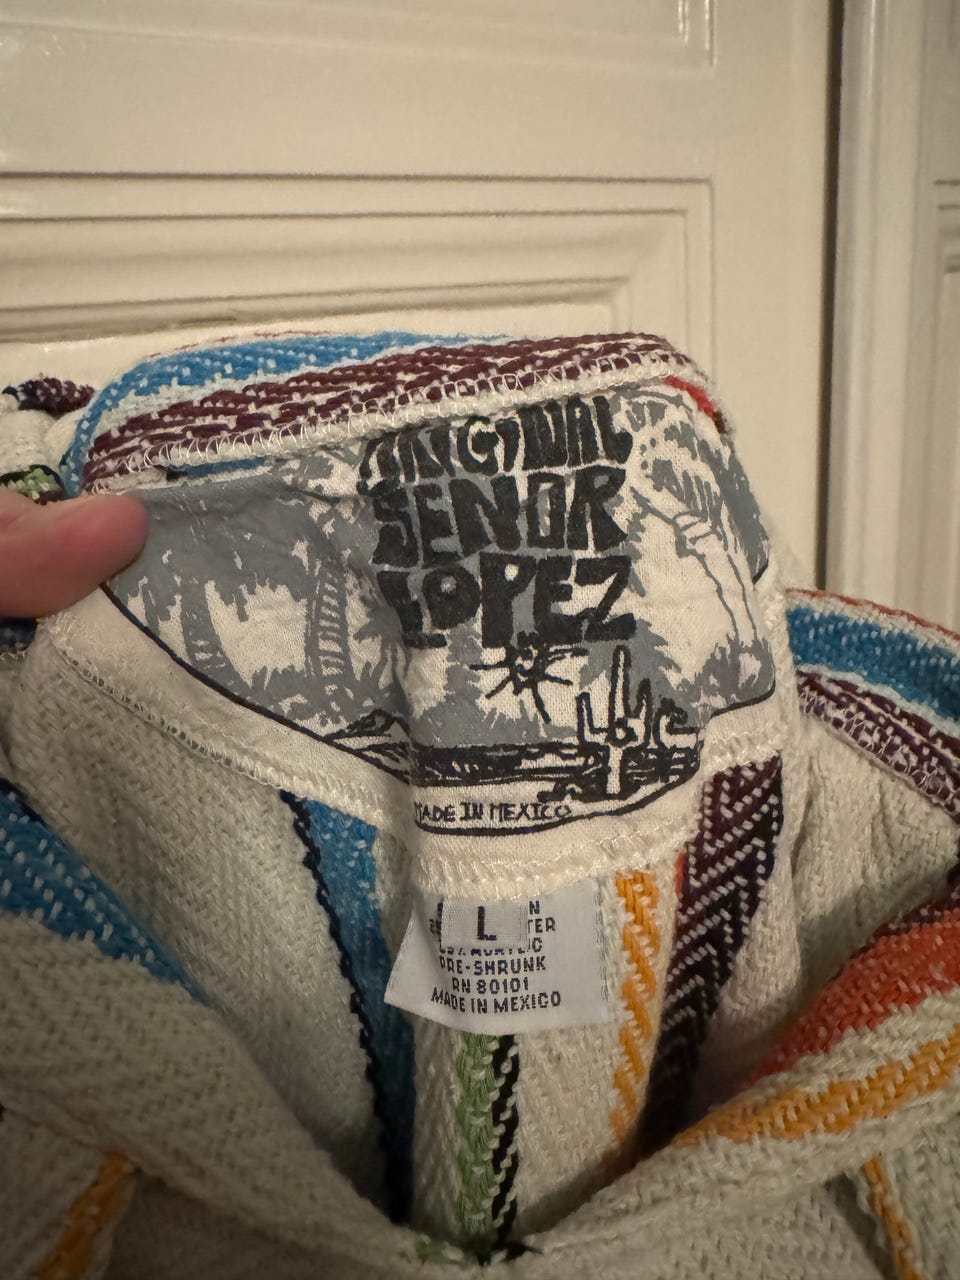 ORIGINAL
SENOR
LOPEZ
MADE IN MEXICO
L
PRE-SHRUNK
RN 80101
MADE IN MEXICO